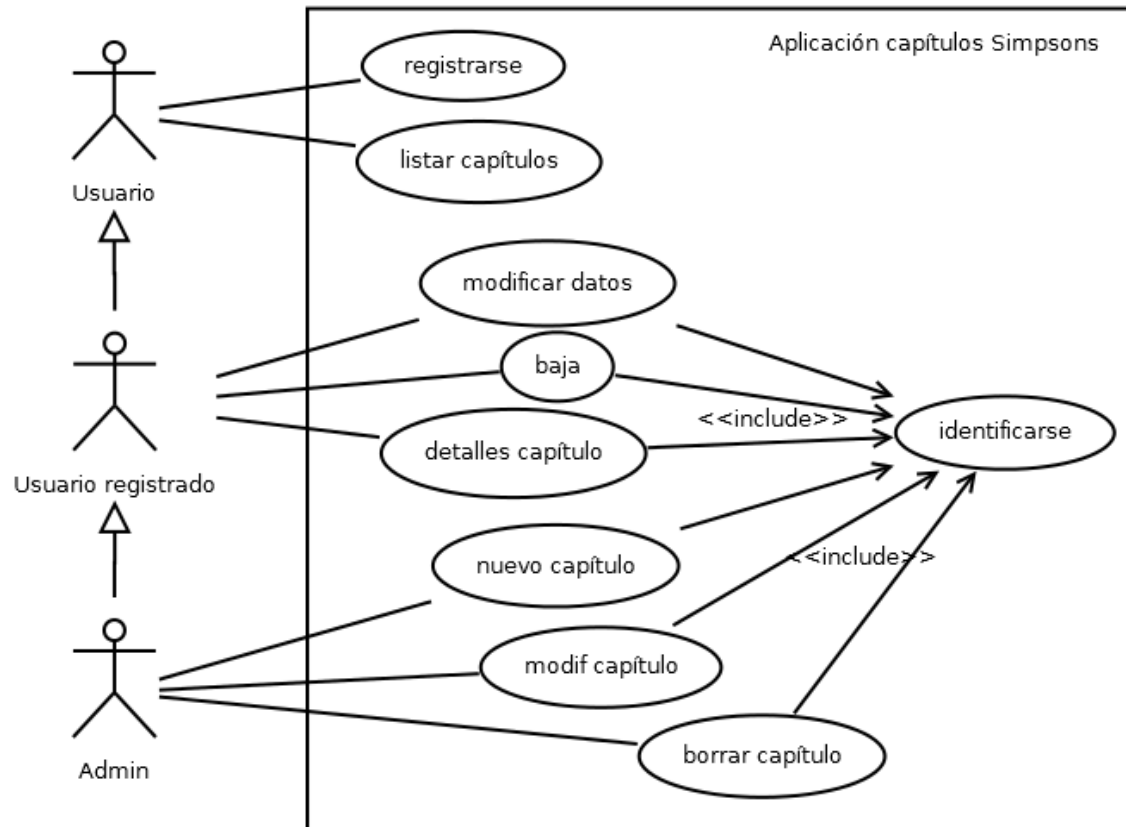 Aplicación capítulos Simpsons
registrarse
listar capítulos
Usuario
modificar datos
baja
<<include>>
identificarse
detalles capítulo
Usuario registrado
nuevo capítulo
<<include>>
modif capítulo
borrar capítulo
Admin